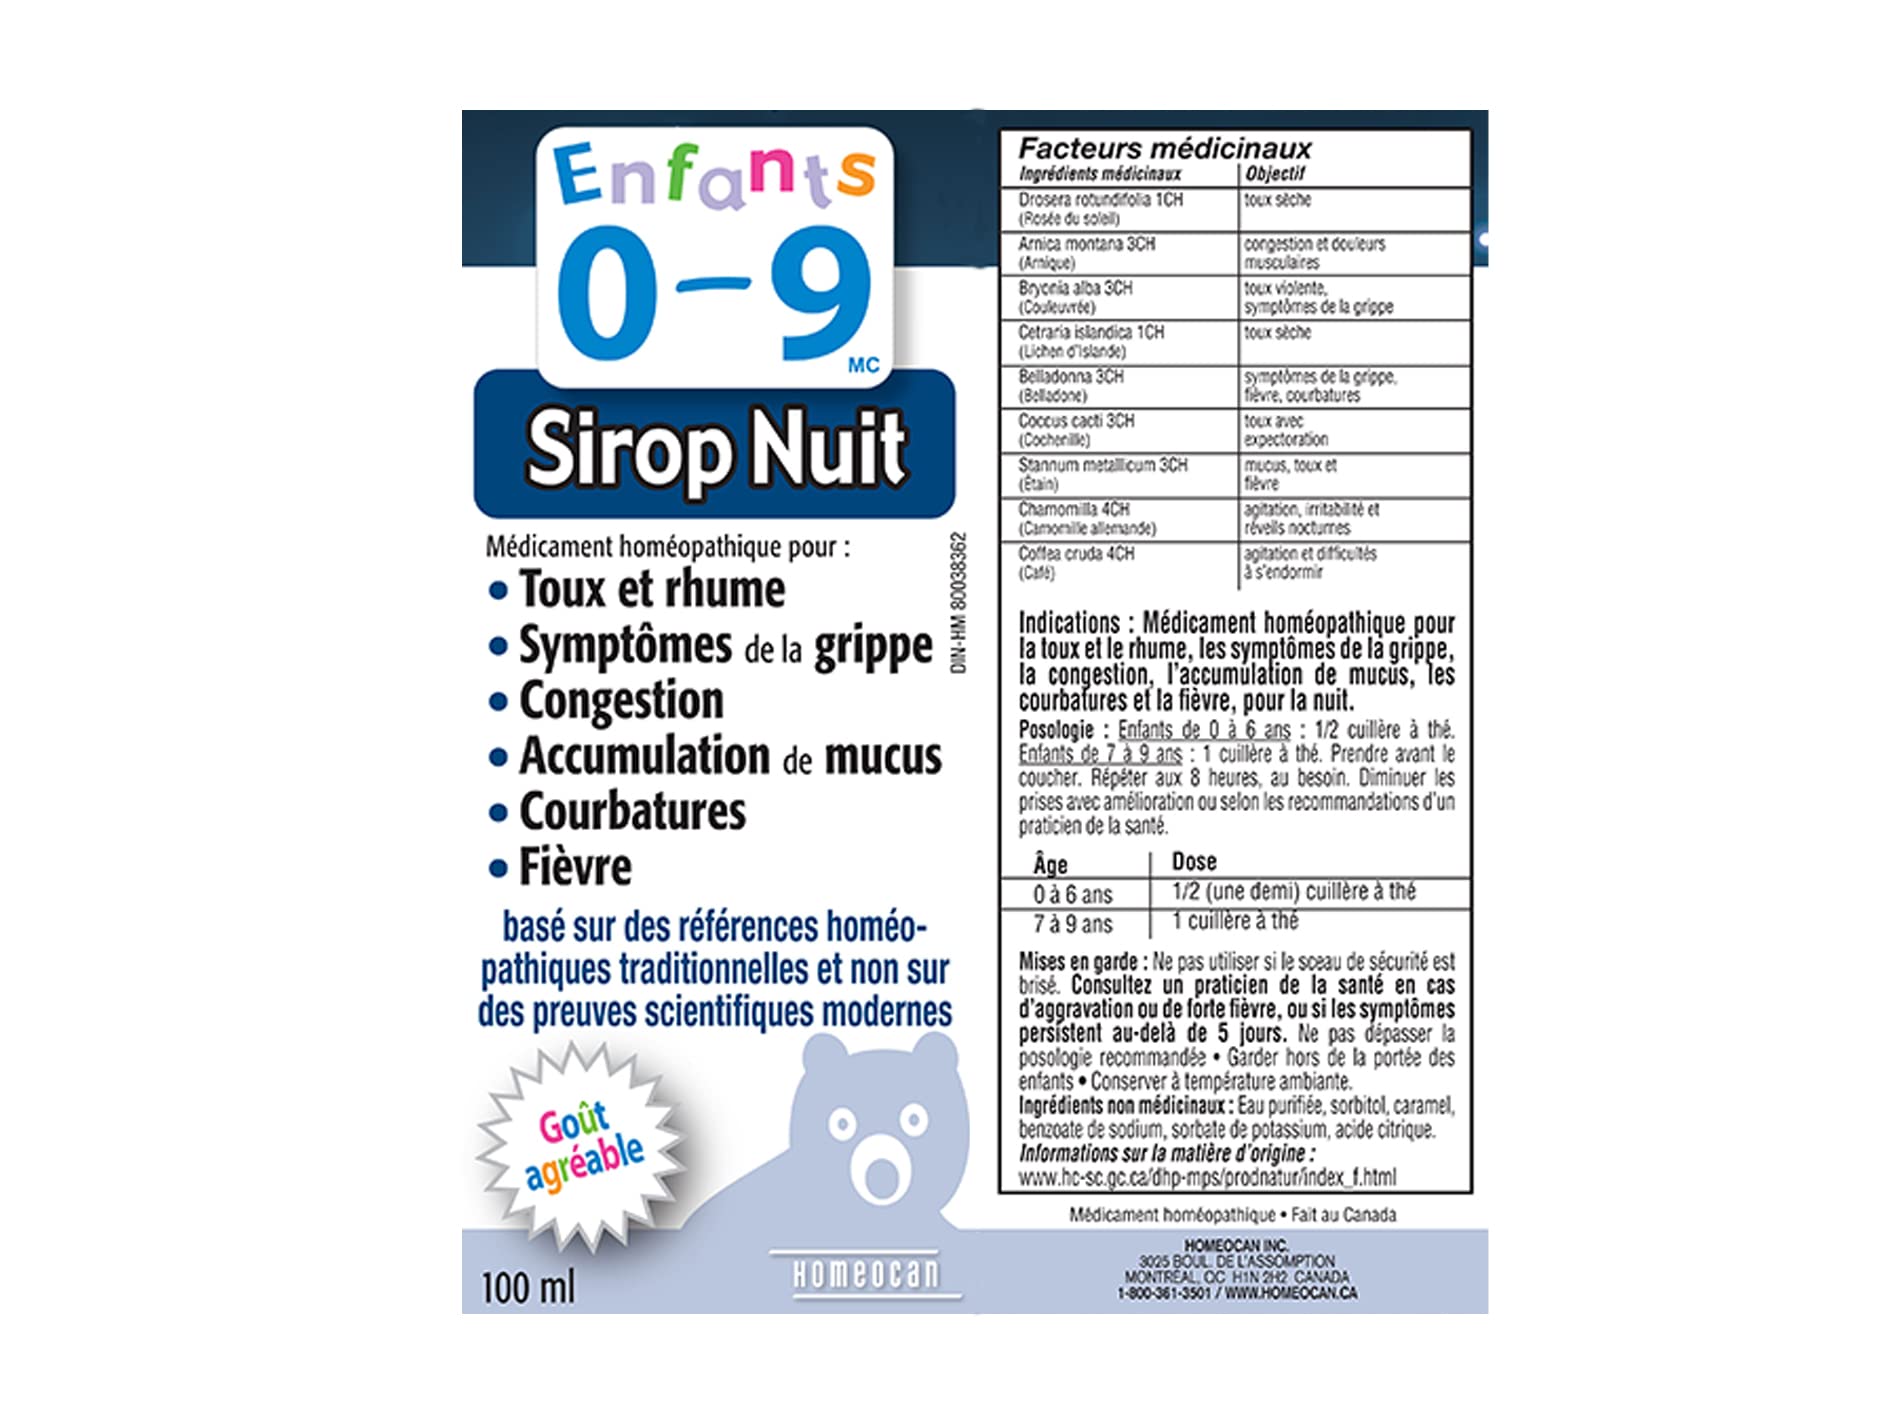 Enfants
0-9
MC
Sirop Nuit
Médicament homéopathique pour :
• Toux et rhume
• Symptômes de la grippe
• Congestion
• Accumulation de mucus
• Courbatures
• Fièvre
DIN-HM 80038362
basé sur des références homéo-
pathiques traditionnelles et non sur
des preuves scientifiques modernes
Goût
agréable
100 ml
HOMEOCAN
Facteurs médicinaux
Ingrédients médicinaux Objectif
Drosera rotundifolia 1CH toux sèche
(Rosée du soleil)
Arnica montana 3CH congestion et douleurs
(Arnique) musculaires
Bryonia alba 3CH toux violente,
(Couleuvrée) symptômes de la grippe
Cetraria islandica 1CH toux sèche
(Lichen d'Islande)
Belladonna 3CH symptômes de la grippe,
(Belladone) fièvre, courbatures
Coccus cacti 3CH toux avec
(Cochenille) expectoration
Stannum metallicum 3CH mucus, toux et
(Étain) fièvre
Chamomilla 4CH agitation, irritabilité et
(Camomille allemande) réveils nocturnes
Coffea cruda 4CH agitation et difficultés
(Café) à s'endormir
Indications : Médicament homéopathique pour
la toux et le rhume, les symptômes de la grippe,
la congestion, l'accumulation de mucus, les
courbatures et la fièvre, pour la nuit.
Posologie : Enfants de 0 à 6 ans : 1/2 cuillère à thé.
Enfants de 7 à 9 ans : 1 cuillère à thé. Prendre avant le
coucher. Répéter aux 8 heures, au besoin. Diminuer les
prises avec amélioration ou selon les recommandations d'un
praticien de la santé.
Âge Dose
0 à 6 ans 1/2 (une demi) cuillère à thé
7 à 9 ans 1 cuillère à thé
Mises en garde : Ne pas utiliser si le sceau de sécurité est
brisé. Consultez un praticien de la santé en cas
d'aggravation ou de forte fièvre, ou si les symptômes
persistent au-delà de 5 jours. Ne pas dépasser la
posologie recommandée • Garder hors de la portée des
enfants • Conserver à température ambiante.
Ingrédients non médicinaux : Eau purifiée, sorbitol, caramel,
benzoate de sodium, sorbate de potassium, acide citrique.
Informations sur la matière d'origine :
www.hc-sc.gc.ca/dhp-mps/prodnatur/index_f.html
Médicament homéopathique • Fait au Canada
HOMEOCAN INC.
3025 BOUL. DE L'ASSOMPTION
MONTRÉAL, QC H1N 2H2 CANADA
1-800-361-3501 / WWW.HOMEOCAN.CA